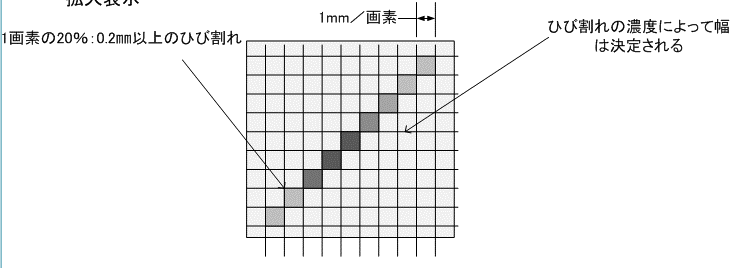 拡大表示
1mm／画素
1画素の20％：0.2㎜以上のひび割れ
ひび割れの濃度によって幅
は決定される